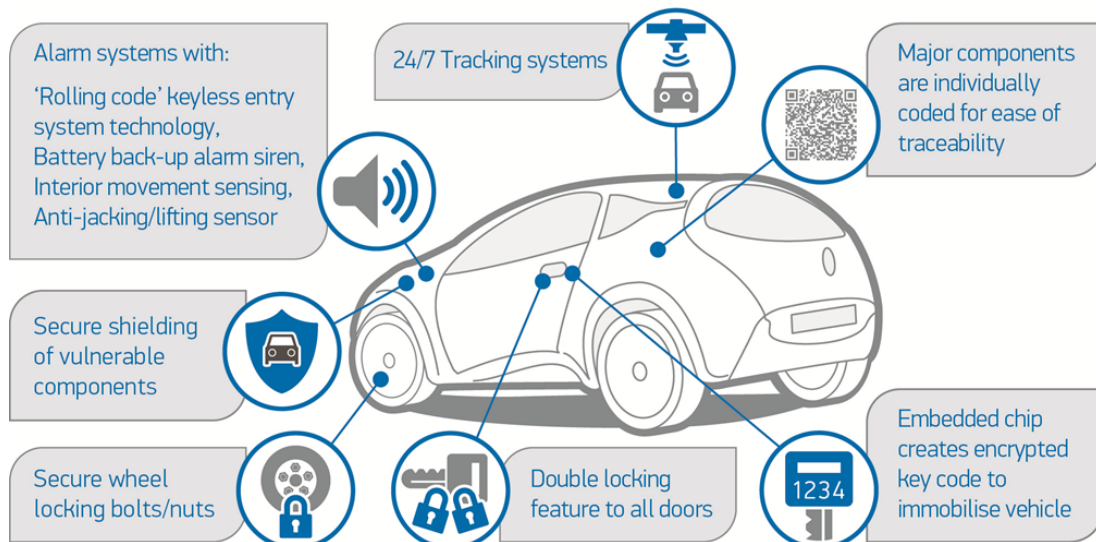 Alarm systems with:
‘Rolling code’ keyless entry
system technology,
Battery back-up alarm siren,
Interior movement sensing,
Anti-jacking/lifting sensor
24/7 Tracking systems
Major components
are individually
coded for ease of
traceability
Secure shielding
of vulnerable
components
Secure wheel
locking bolts/nuts
Double locking
feature to all doors
1234
Embedded chip
creates encrypted
key code to
immobilise vehicle